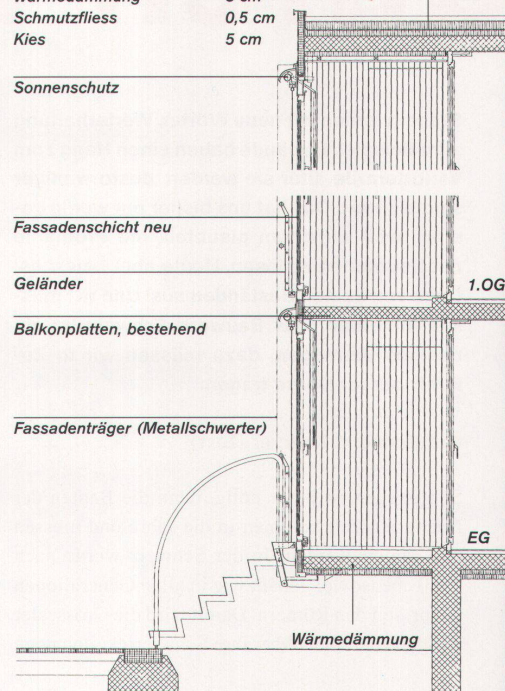 Schmutzfliess 0,5 cm
Kies 5 cm
Sonnenschutz
Fassadenschicht neu
Geländer
1.OG
Balkonplatten, bestehend
Fassadenträger (Metallschwerter)
EG
Wärmedämmung